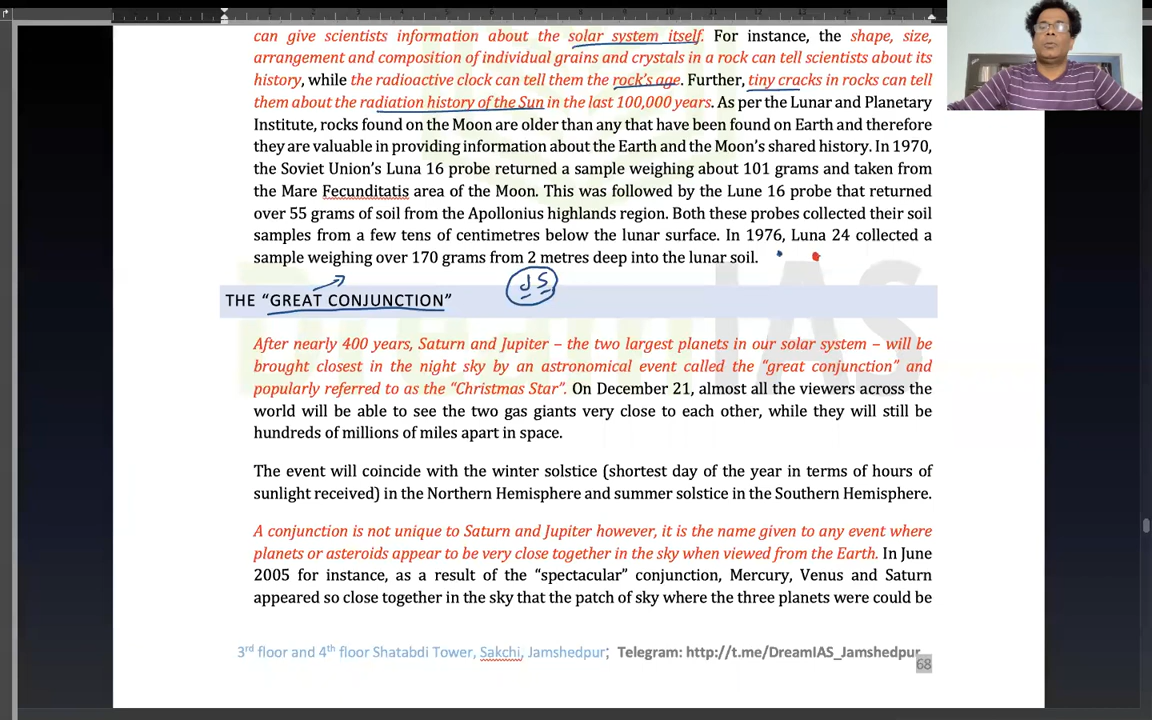 can give scientists information about the solar system itself. For instance, the shape, size,
arrangement and composition of individual grains and crystals in a rock can tell scientists about its
history, while the radioactive clock can tell them the rock's age. Further, tiny cracks in rocks can tell
them about the radiation history of the Sun in the last 100,000 years. As per the Lunar and Planetary
Institute, rocks found on the Moon are older than any that have been found on Earth and therefore
they are valuable in providing information about the Earth and the Moon's shared history. In 1970,
the Soviet Union's Luna 16 probe returned a sample weighing about 101 grams and taken from
the Mare Fecunditatis area of the Moon. This was followed by the Lune 16 probe that returned
over 55 grams of soil from the Apollonius highlands region. Both these probes collected their soil
samples from a few tens of centimetres below the lunar surface. In 1976, Luna 24 collected a
sample weighing over 170 grams from 2 metres deep into the lunar soil.
J S
THE “GREAT CONJUNCTION”
After nearly 400 years, Saturn and Jupiter – the two largest planets in our solar system – will be
brought closest in the night sky by an astronomical event called the “great conjunction” and
popularly referred to as the “Christmas Star”. On December 21, almost all the viewers across the
world will be able to see the two gas giants very close to each other, while they will still be
hundreds of millions of miles apart in space.
The event will coincide with the winter solstice (shortest day of the year in terms of hours of
sunlight received) in the Northern Hemisphere and summer solstice in the Southern Hemisphere.
A conjunction is not unique to Saturn and Jupiter however, it is the name given to any event where
planets or asteroids appear to be very close together in the sky when viewed from the Earth. In June
2005 for instance, as a result of the “spectacular” conjunction, Mercury, Venus and Saturn
appeared so close together in the sky that the patch of sky where the three planets were could be
3rd floor and 4th floor Shatabdi Tower, Sakchi, Jamshedpur; Telegram: http://t.me/DreamIAS_Jamshedpur
68